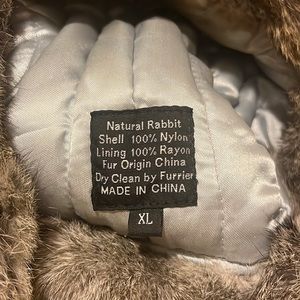 Natural Rabbit
Shell 100% Nylon
Lining 100% Rayon
Fur Origin China
Dry Clean by Furrier
MADE IN CHINA
XL